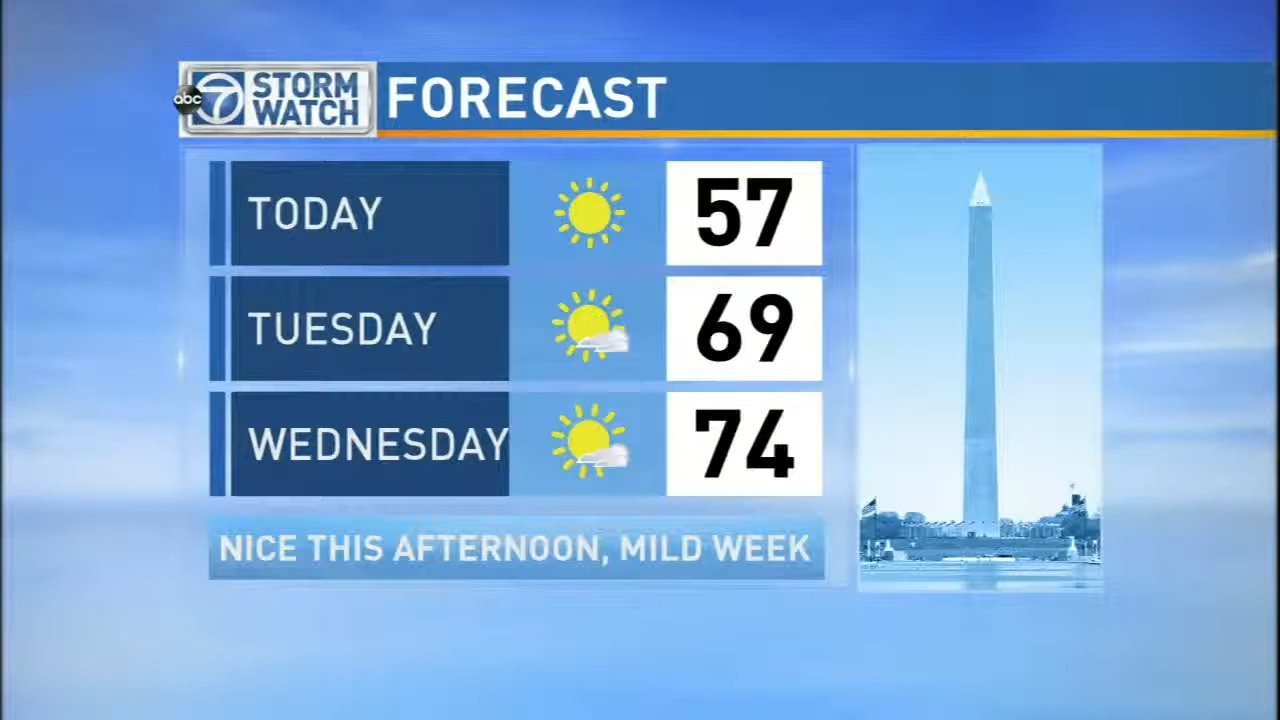 abc 7 STORM WATCH FORECAST
TODAY 57
TUESDAY 69
WEDNESDAY 74
NICE THIS AFTERNOON, MILD WEEK